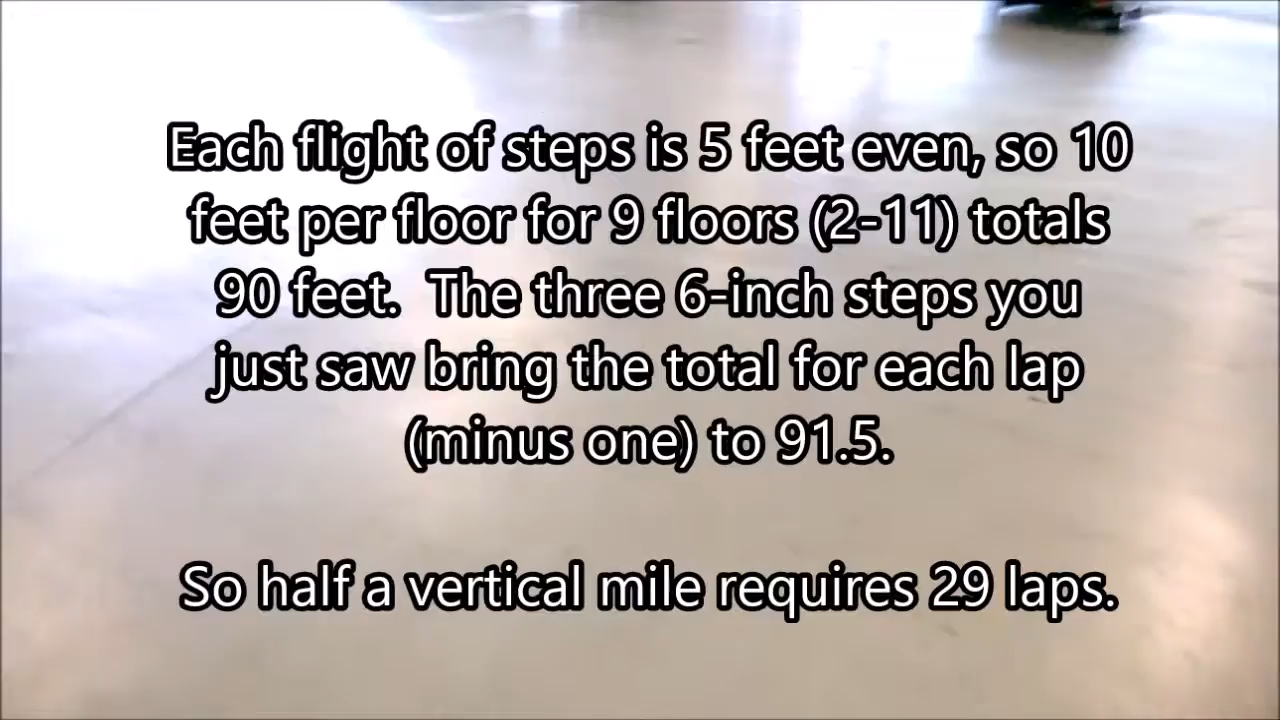 Each flight of steps is 5 feet even, so 10
feet per floor for 9 floors (2-11) totals
90 feet.  The three 6-inch steps you
just saw bring the total for each lap
(minus one) to 91.5.
So half a vertical mile requires 29 laps.